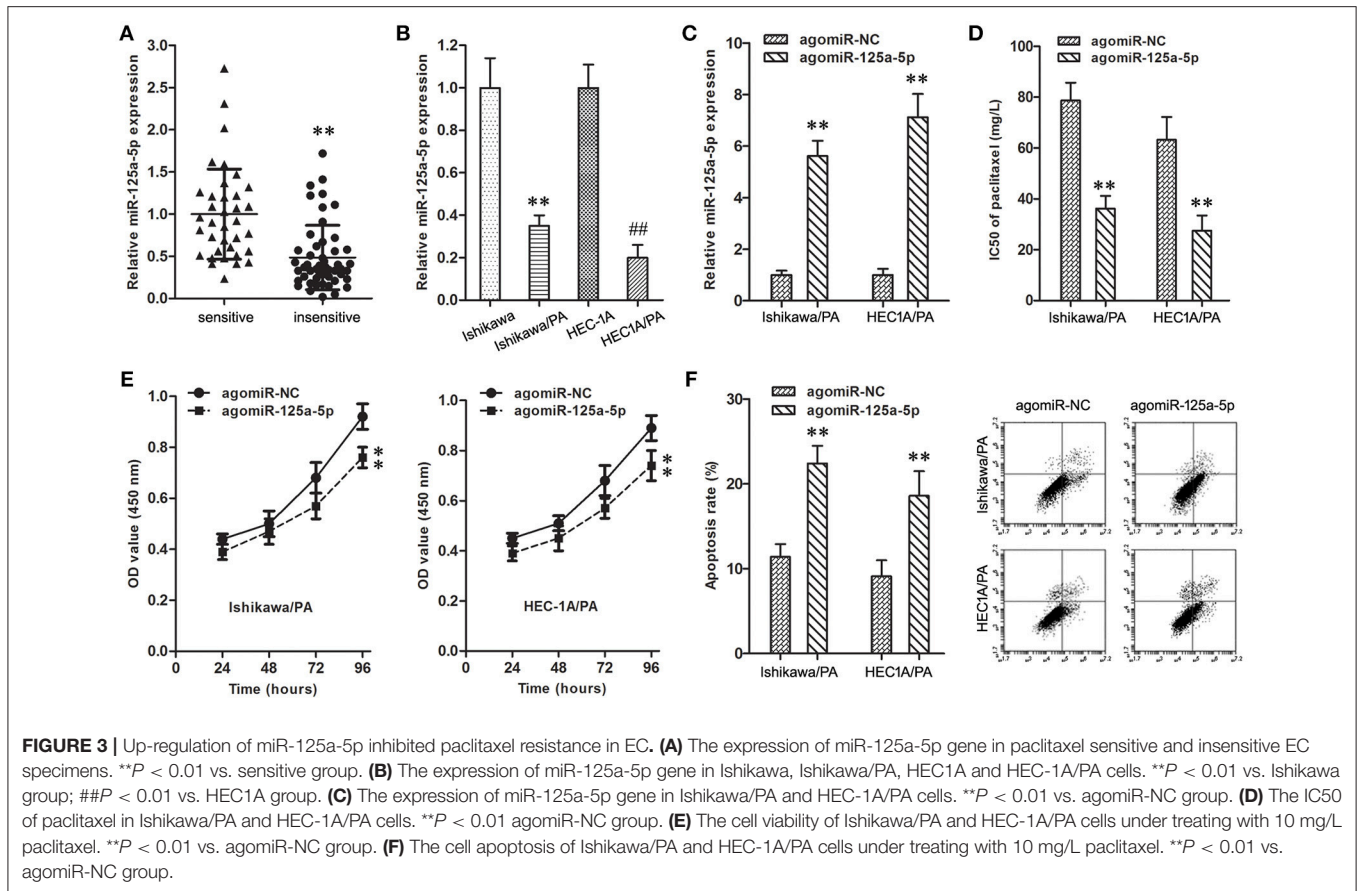 A
Relative miR-125a-5p expression
3.0
2.5
2.0
1.5
1.0
0.5
0.0
**
sensitive
insensitive
B
Relative miR-125a-5p expression
1.2
1.0
0.8
0.6
0.4
0.2
0.0
**
##
Ishikawa
Ishikawa/PA
HEC-1A
HEC1A/PA
C
agomiR-NC
agomiR-125a-5p
Relative miR-125a-5p expression
10
8
6
4
2
0
**
**
Ishikawa/PA
HEC1A/PA
D
agomiR-NC
agomiR-125a-5p
IC50 of paclitaxel (mg/L)
100
80
60
40
20
0
**
**
Ishikawa/PA
HEC1A/PA
E
agomiR-NC
agomiR-125a-5p
OD value (450 nm)
1.0
0.8
0.6
0.4
0.2
0.0
**
Ishikawa/PA
0
24
48
72
96
Time (hours)
agomiR-NC
agomiR-125a-5p
OD value (450 nm)
1.0
0.8
0.6
0.4
0.2
0.0
**
HEC-1A/PA
0
24
48
72
96
Time (hours)
F
agomiR-NC
agomiR-125a-5p
Apoptosis rate (%)
30
20
10
0
**
**
Ishikawa/PA
HEC1A/PA
agomiR-NC
agomiR-125a-5p
Ishikawa/PA
HEC1A/PA
FIGURE 3 | Up-regulation of miR-125a-5p inhibited paclitaxel resistance in EC. (A) The expression of miR-125a-5p gene in paclitaxel sensitive and insensitive EC
specimens. **P < 0.01 vs. sensitive group. (B) The expression of miR-125a-5p gene in Ishikawa, Ishikawa/PA, HEC1A and HEC-1A/PA cells. **P < 0.01 vs. Ishikawa
group; ##P < 0.01 vs. HEC1A group. (C) The expression of miR-125a-5p gene in Ishikawa/PA and HEC-1A/PA cells. **P < 0.01 vs. agomiR-NC group. (D) The IC50
of paclitaxel in Ishikawa/PA and HEC-1A/PA cells. **P < 0.01 agomiR-NC group. (E) The cell viability of Ishikawa/PA and HEC-1A/PA cells under treating with 10 mg/L
paclitaxel. **P < 0.01 vs. agomiR-NC group. (F) The cell apoptosis of Ishikawa/PA and HEC-1A/PA cells under treating with 10 mg/L paclitaxel. **P < 0.01 vs.
agomiR-NC group.